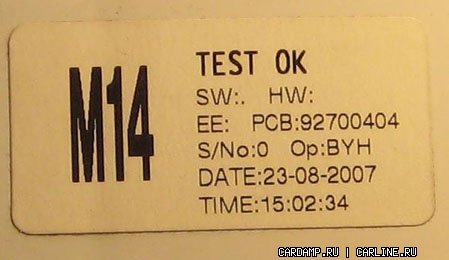 M14
TEST OK
SW:. HW:
EE: PCB:92700404
S/No:0 Op:BYH
DATE:23-08-2007
TIME:15:02:34
CARDAMP.RU | CARLINE.RU